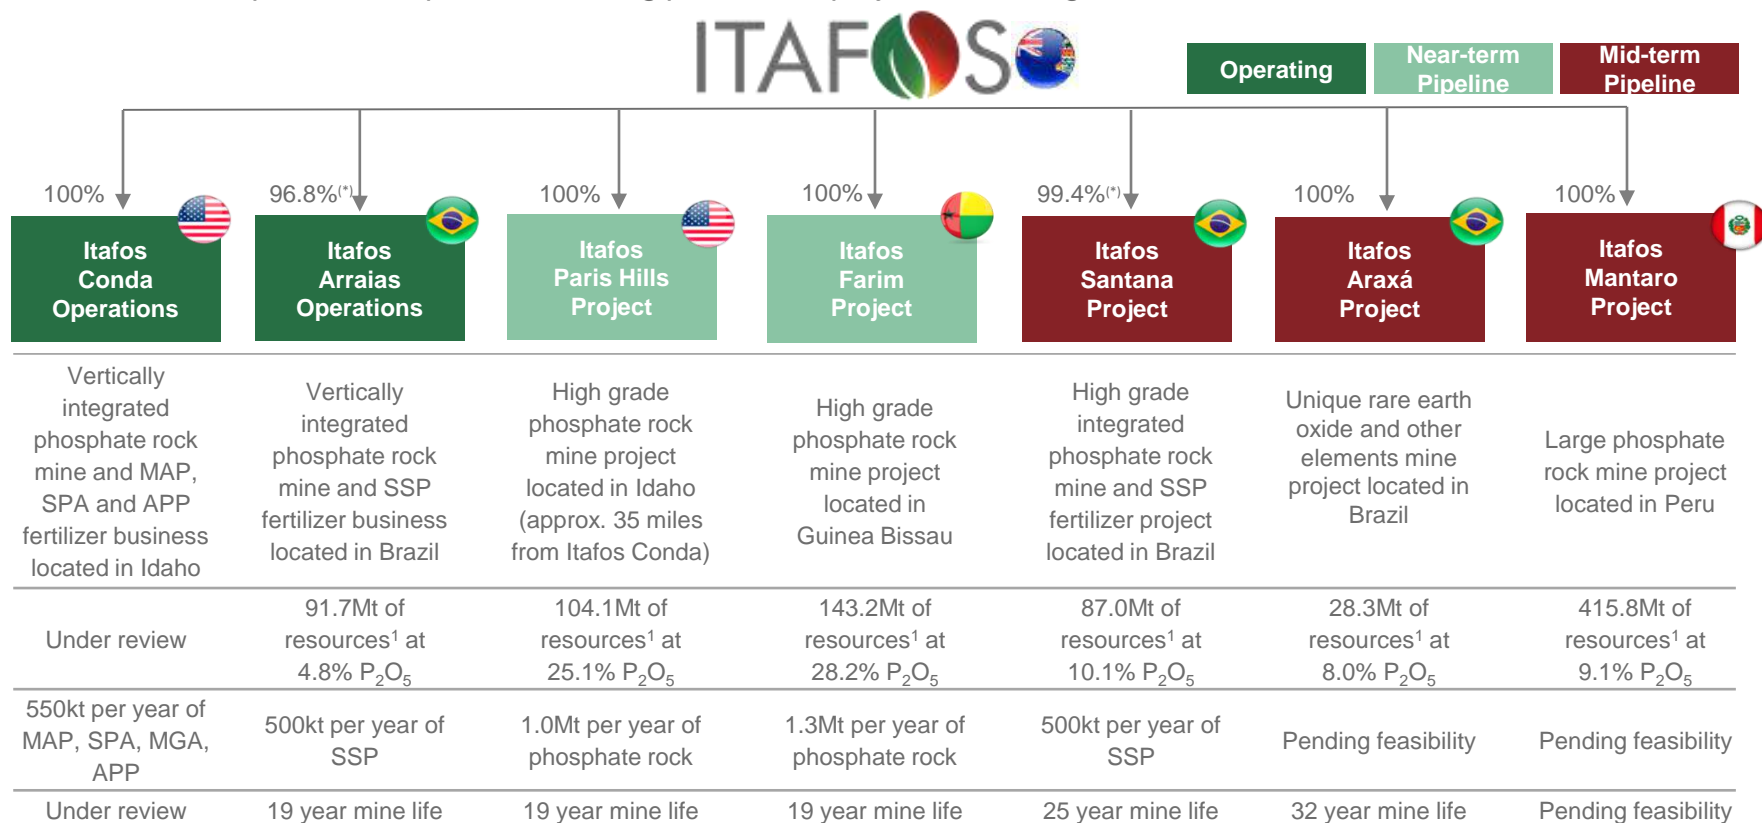 ITAFOS
Operating
Near-term
Pipeline
Mid-term
Pipeline
100%
96.8%(*)
100%
100%
99.4%(*)
100%
100%
Itafos
Conda
Operations
Itafos
Arraias
Operations
Itafos
Paris Hills
Project
Itafos
Farim
Project
Itafos
Santana
Project
Itafos
Araxá
Project
Itafos
Mantaro
Project
Vertically
integrated
phosphate rock
mine and MAP,
SPA and APP
fertilizer business
located in Idaho
Vertically
integrated
phosphate rock
mine and SSP
fertilizer business
located in Brazil
High grade
phosphate rock
mine project
located in Idaho
(approx. 35 miles
from Itafos Conda)
High grade
phosphate rock
mine project
located in
Guinea Bissau
High grade
integrated
phosphate rock
mine and SSP
fertilizer project
located in Brazil
Unique rare earth
oxide and other
elements mine
project located in
Brazil
Large phosphate
rock mine project
located in Peru
Under review
91.7Mt of
resources¹ at
4.8% P₂O₅
104.1Mt of
resources¹ at
25.1% P₂O₅
143.2Mt of
resources¹ at
28.2% P₂O₅
87.0Mt of
resources¹ at
10.1% P₂O₅
28.3Mt of
resources¹ at
8.0% P₂O₅
415.8Mt of
resources¹ at
9.1% P₂O₅
550kt per year of
MAP, SPA, MGA,
APP
500kt per year of
SSP
1.0Mt per year of
phosphate rock
1.3Mt per year of
phosphate rock
500kt per year of
SSP
Pending feasibility
Pending feasibility
Under review
19 year mine life
19 year mine life
19 year mine life
25 year mine life
32 year mine life
Pending feasibility